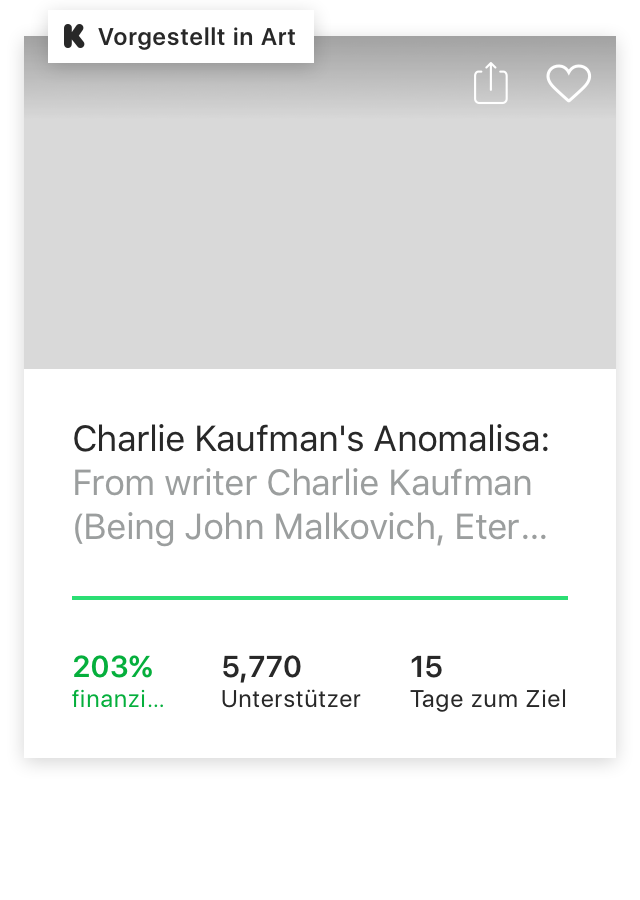 Vorgestellt in Art
Charlie Kaufman's Anomalisa:
From writer Charlie Kaufman
(Being John Malkovich, Eter...
203% 5,770 15
finanzi... Unterstützer Tage zum Ziel